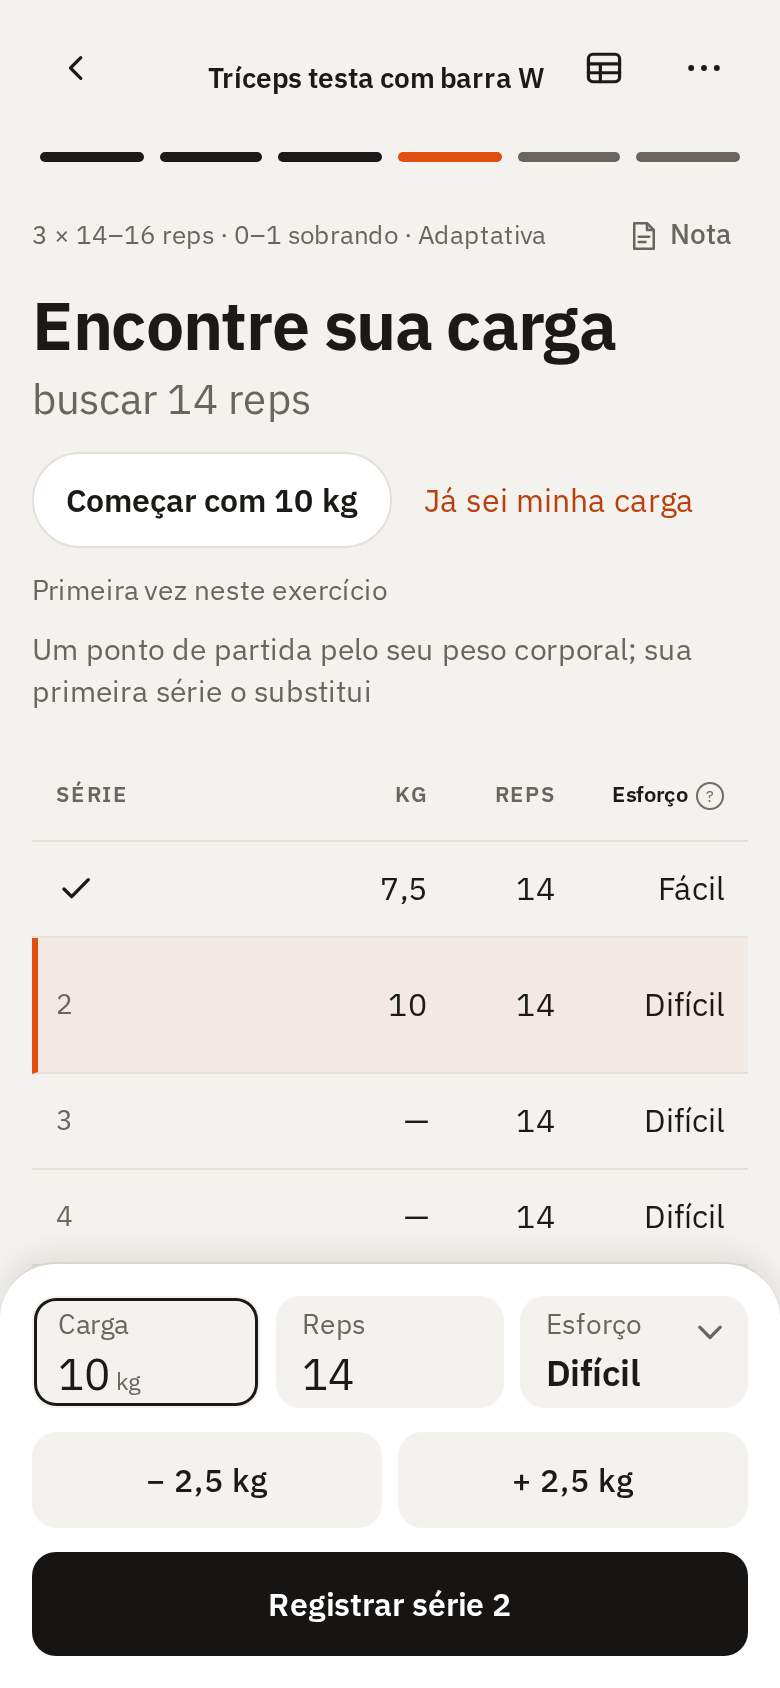 Tríceps testa com barra W
3 × 14–16 reps · 0–1 sobrando · Adaptativa
Nota
Encontre sua carga
buscar 14 reps
Começar com 10 kg
Já sei minha carga
Primeira vez neste exercício
Um ponto de partida pelo seu peso corporal; sua
primeira série o substitui
SÉRIE KG REPS Esforço ?
7,5 14 Fácil
2 10 14 Difícil
3 — 14 Difícil
4 — 14 Difícil
Carga Reps Esforço
10 kg 14 Difícil
– 2,5 kg + 2,5 kg
Registrar série 2